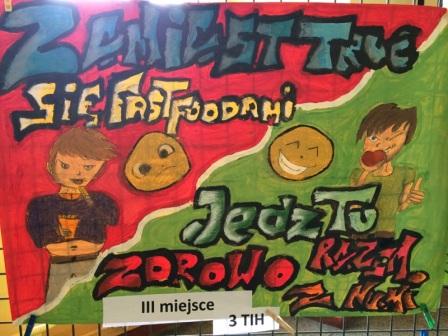 ZAMIAST TRUĆ
SIĘ FASTFOODAMI
Jedz Tu
ZDROWO RAZEM
Z NAMI
III miejsce
3 TIH